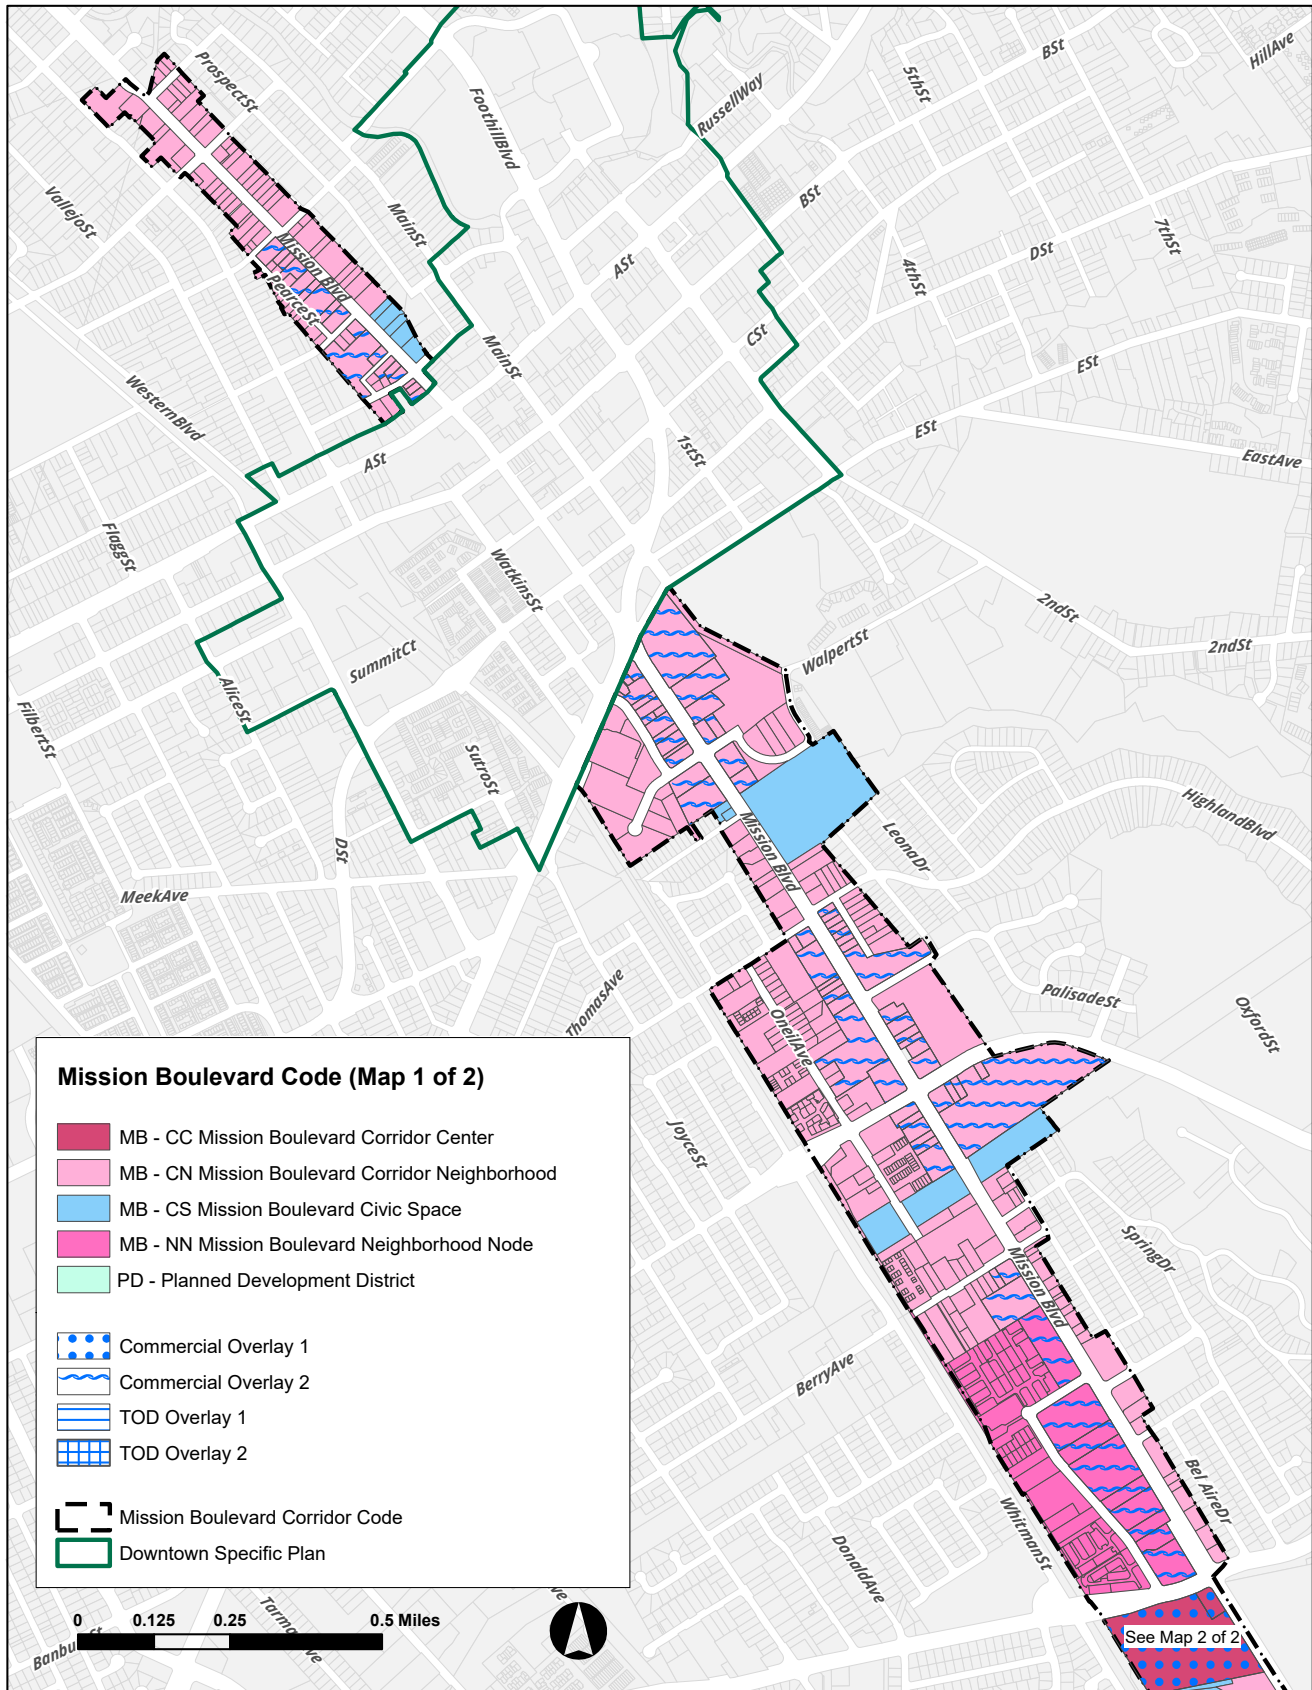 HillAve
BSt
5thSt
ProspectSt
FoothillBlvd
RussellWay
BSt
VallejoSt
MainSt
7thSt
DSt
ASt
4thSt
Mission Blvd
PearceSt
CSt
MainSt
ESt
WesternBlvd
ESt
1stSt
EastAve
ASt
FlaggSt
WatkinsSt
2ndSt
2ndSt
WalpertSt
SummitCt
AliceSt
FilbertSt
SutroSt
HighlandBlvd
Mission Blvd
LeonaDr
DSt
MeekAve
ThomasAve
PalisadeSt
OxfordSt
OneilAve
JoyceSt
SpringDr
Mission Blvd
BerryAve
Bel AireDr
WhitmanSt
DonaldAve
Mission Boulevard Code (Map 1 of 2)
MB - CC Mission Boulevard Corridor Center
MB - CN Mission Boulevard Corridor Neighborhood
MB - CS Mission Boulevard Civic Space
MB - NN Mission Boulevard Neighborhood Node
PD - Planned Development District
Commercial Overlay 1
Commercial Overlay 2
TOD Overlay 1
TOD Overlay 2
Mission Boulevard Corridor Code
Downtown Specific Plan
0 0.125 0.25 0.5 Miles
See Map 2 of 2